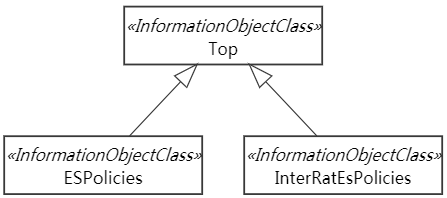 «InformationObjectClass»
Top
«InformationObjectClass»
ESPolicies
«InformationObjectClass»
InterRatEsPolicies